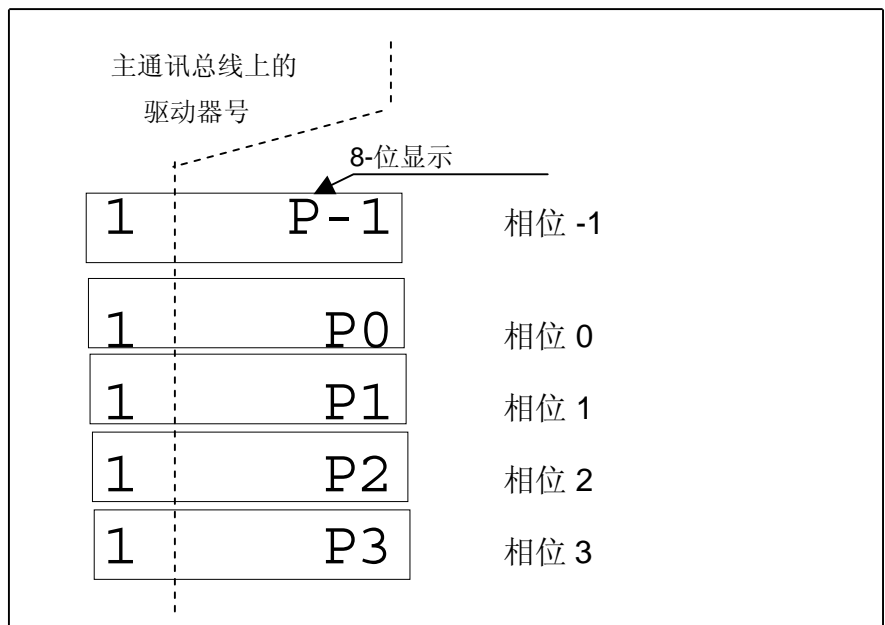 主通讯总线上的
驱动器号
8-位显示
1 P-1 相位 -1
1 P0 相位 0
1 P1 相位 1
1 P2 相位 2
1 P3 相位 3